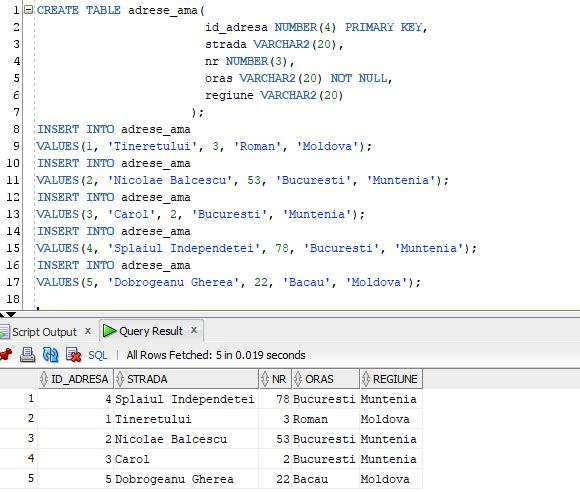 1 CREATE TABLE adrese_ama(
2 id_adresa NUMBER(4) PRIMARY KEY,
3 strada VARCHAR2(20),
4 nr NUMBER(3),
5 oras VARCHAR2(20) NOT NULL,
6 regiune VARCHAR2(20)
7 );
8 INSERT INTO adrese_ama
9 VALUES(1, 'Tineretului', 3, 'Roman', 'Moldova');
10 INSERT INTO adrese_ama
11 VALUES(2, 'Nicolae Balcescu', 53, 'Bucuresti', 'Muntenia');
12 INSERT INTO adrese_ama
13 VALUES(3, 'Carol', 2, 'Bucuresti', 'Muntenia');
14 INSERT INTO adrese_ama
15 VALUES(4, 'Splaiul Independetei', 78, 'Bucuresti', 'Muntenia');
16 INSERT INTO adrese_ama
17 VALUES(5, 'Dobrogeanu Gherea', 22, 'Bacau', 'Moldova');
18
Script Output x Query Result x
SQL | All Rows Fetched: 5 in 0.019 seconds
ID_ADRESA STRADA NR ORAS REGIUNE
1 4 Splaiul Independetei 78 Bucuresti Muntenia
2 1 Tineretului 3 Roman Moldova
3 2 Nicolae Balcescu 53 Bucuresti Muntenia
4 3 Carol 2 Bucuresti Muntenia
5 5 Dobrogeanu Gherea 22 Bacau Moldova